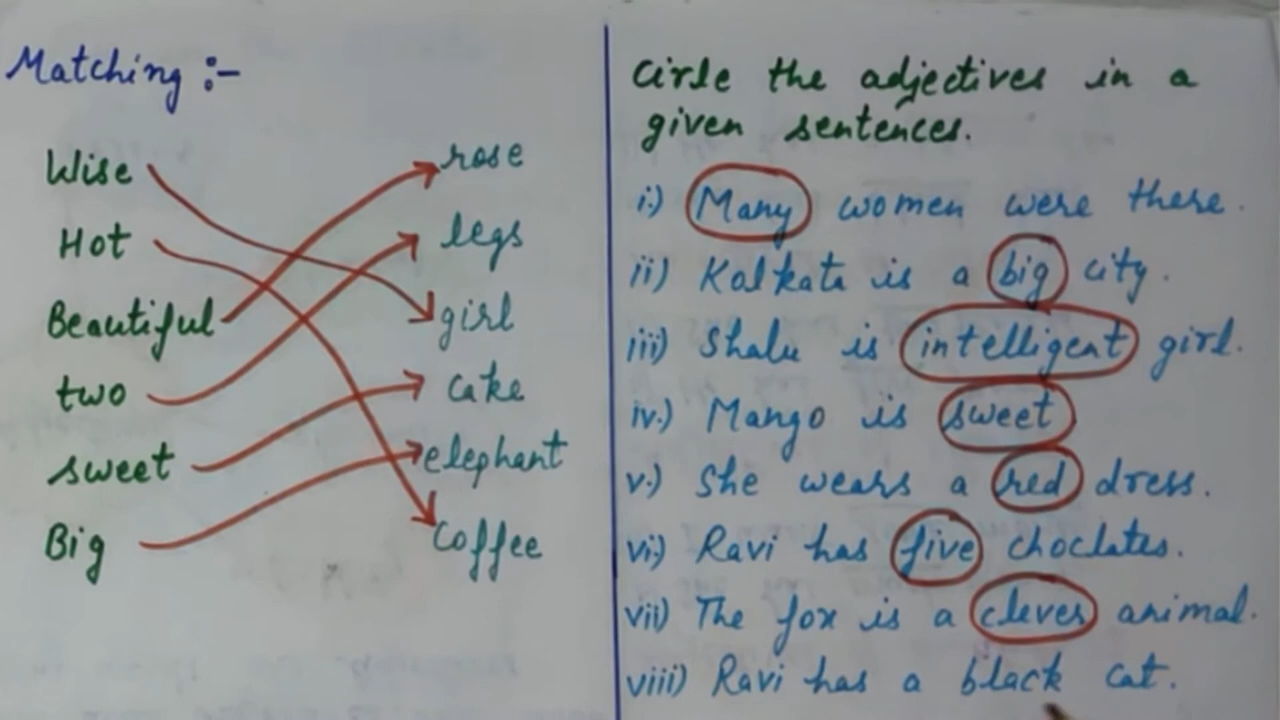 Matching :-
Wise
Hot
Beautiful
two
sweet
Big
rose
legs
girl
cake
elephant
coffee
Cirle the adjectives in a
given sentences.
i.) Many women were there.
ii) Kolkata is a big city.
iii) Shalu is intelligent girl.
iv.) Mango is sweet
v.) She wears a red dress.
vi.) Ravi has five choclates.
vii) The fox is a clever animal.
viii) Ravi has a black cat.